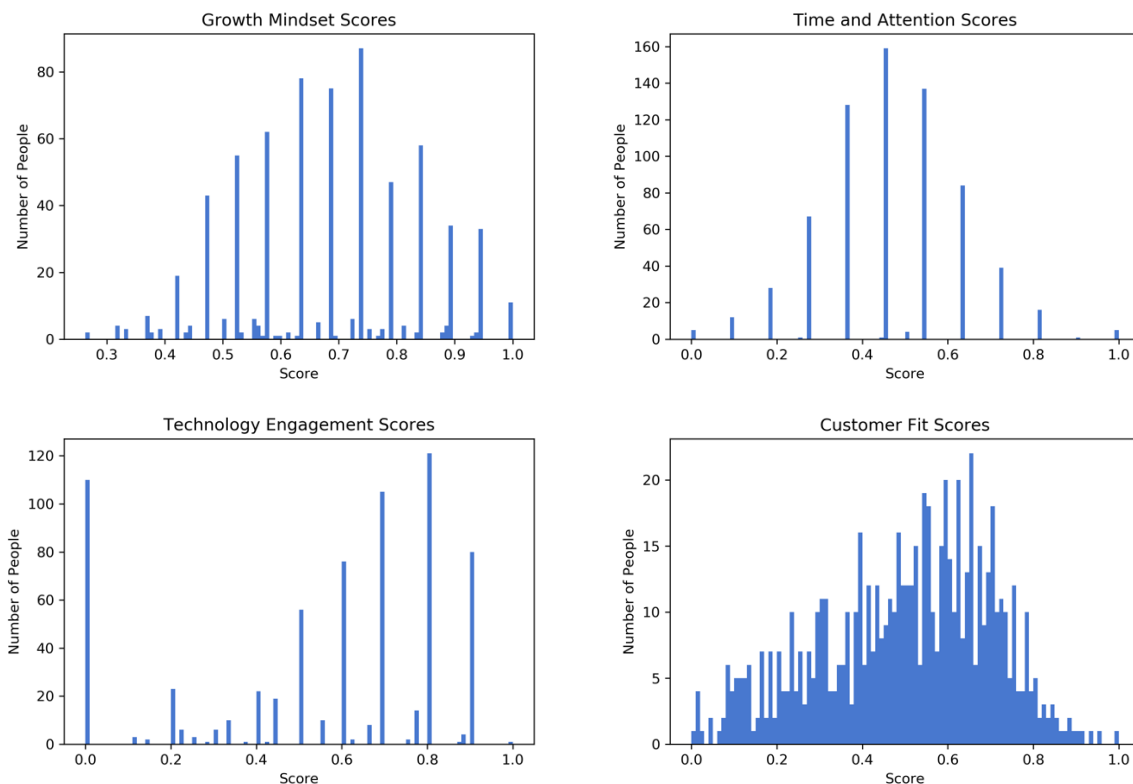 Growth Mindset Scores
Number of People
80
60
40
20
0
0.3 0.4 0.5 0.6 0.7 0.8 0.9 1.0
Score
Time and Attention Scores
Number of People
160
140
120
100
80
60
40
20
0
0.0 0.2 0.4 0.6 0.8 1.0
Score
Technology Engagement Scores
Number of People
120
100
80
60
40
20
0
0.0 0.2 0.4 0.6 0.8 1.0
Score
Customer Fit Scores
Number of People
20
15
10
5
0
0.0 0.2 0.4 0.6 0.8 1.0
Score